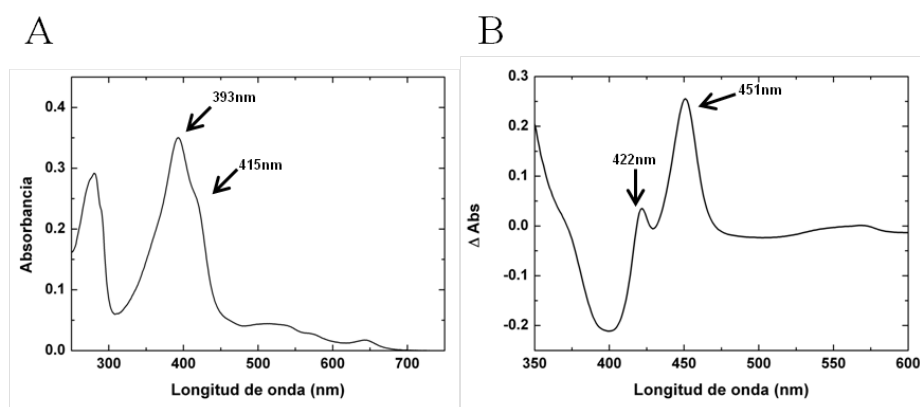 A
B
0.4
0.3
0.2
0.1
0.0
Absorbancia
393nm
415nm
300
400
500
600
700
Longitud de onda (nm)
0.3
0.2
0.1
0.0
-0.1
-0.2
Δ Abs
422nm
451nm
350
400
450
500
550
600
Longitud de onda (nm)